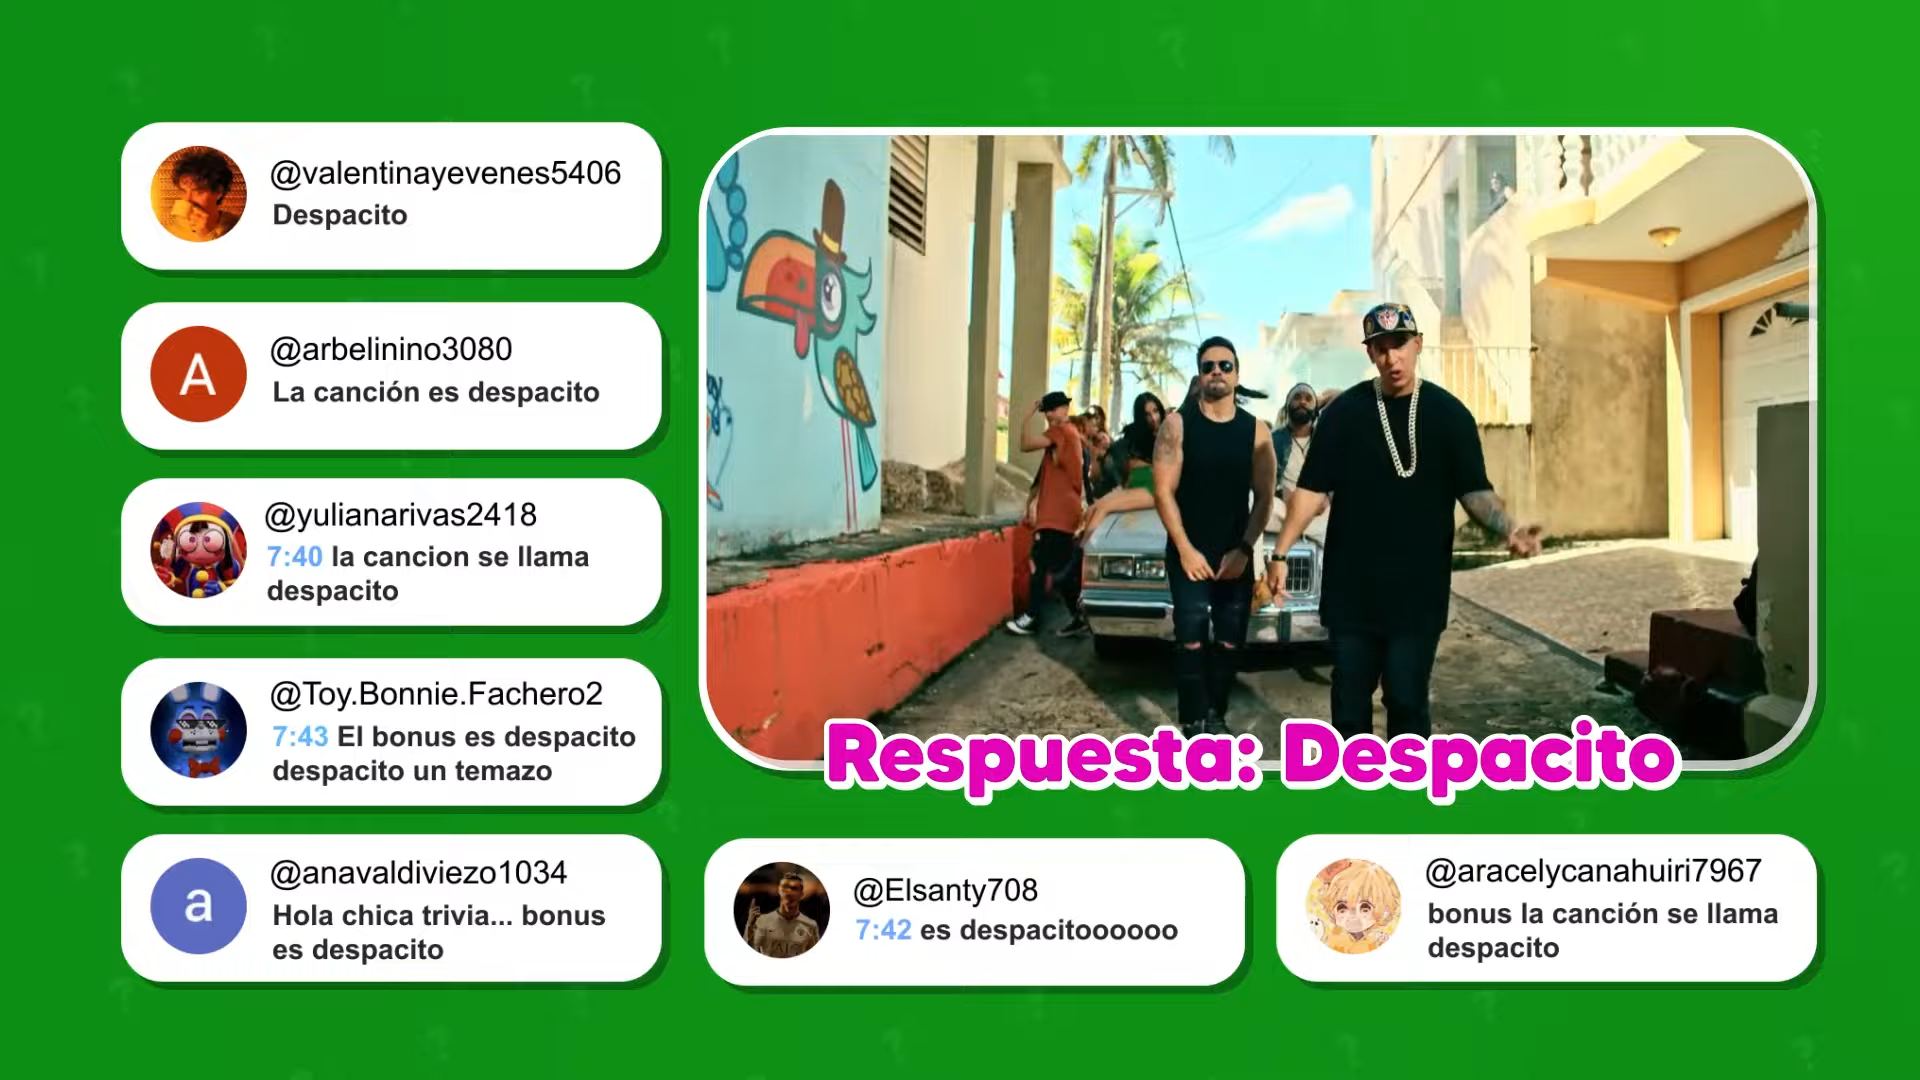 @valentinayevenes5406
Despacito
A
@arbelinino3080
La canción es despacito
@yulianarivas2418
7:40 la cancion se llama
despacito
@Toy.Bonnie.Fachero2
7:43 El bonus es despacito
despacito un temazo
a
@anavaldiviezo1034
Hola chica trivia... bonus
es despacito
Respuesta: Despacito
@Elsanty708
7:42 es despacitoooooo
@aracelycanahuiri7967
bonus la canción se llama
despacito